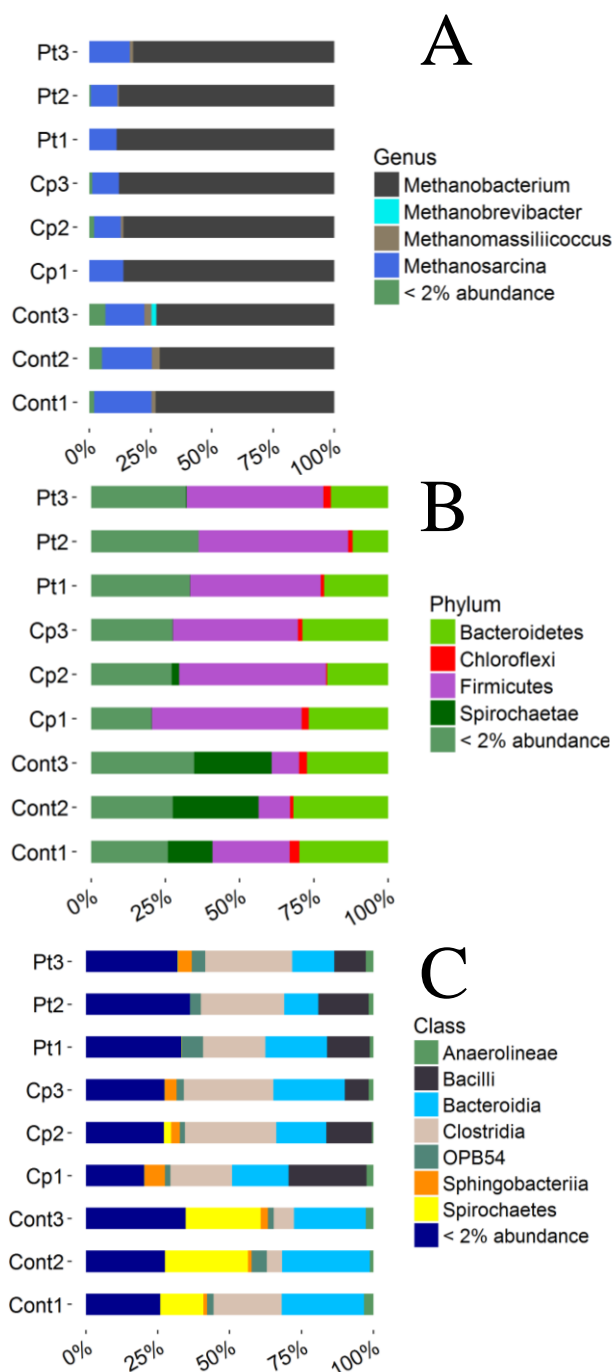 A
Pt3
Pt2
Pt1
Cp3
Cp2
Cp1
Cont3
Cont2
Cont1
0%
25%
50%
75%
100%
Genus
Methanobacterium
Methanobrevibacter
Methanomassiliicoccus
Methanosarcina
< 2% abundance
B
Pt3
Pt2
Pt1
Cp3
Cp2
Cp1
Cont3
Cont2
Cont1
0%
25%
50%
75%
100%
Phylum
Bacteroidetes
Chloroflexi
Firmicutes
Spirochaetae
< 2% abundance
C
Pt3
Pt2
Pt1
Cp3
Cp2
Cp1
Cont3
Cont2
Cont1
0%
25%
50%
75%
100%
Class
Anaerolineae
Bacilli
Bacteroidia
Clostridia
OPB54
Sphingobacteriia
Spirochaetes
< 2% abundance